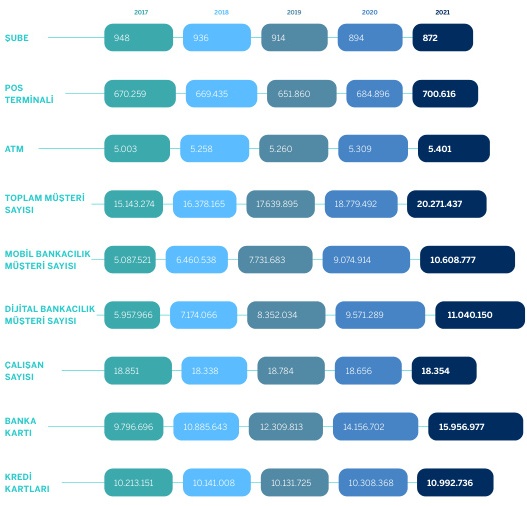 2017 2018 2019 2020 2021
ŞUBE 948 936 914 894 872
POS
TERMİNALİ 670.259 669.435 651.860 684.896 700.616
ATM 5.003 5.258 5.260 5.309 5.401
TOPLAM MÜŞTERİ
SAYISI 15.143.274 16.378.165 17.639.895 18.779.492 20.271.437
MOBİL BANKACILIK
MÜŞTERİ SAYISI 5.087.521 6.460.538 7.731.683 9.074.914 10.608.777
DİJİTAL BANKACILIK
MÜŞTERİ SAYISI 5.957.966 7.174.066 8.352.034 9.571.289 11.040.150
ÇALIŞAN
SAYISI 18.851 18.338 18.784 18.656 18.354
BANKA
KARTI 9.796.696 10.885.643 12.309.813 14.156.702 15.956.977
KREDİ
KARTLARI 10.213.151 10.141.008 10.131.725 10.308.368 10.992.736